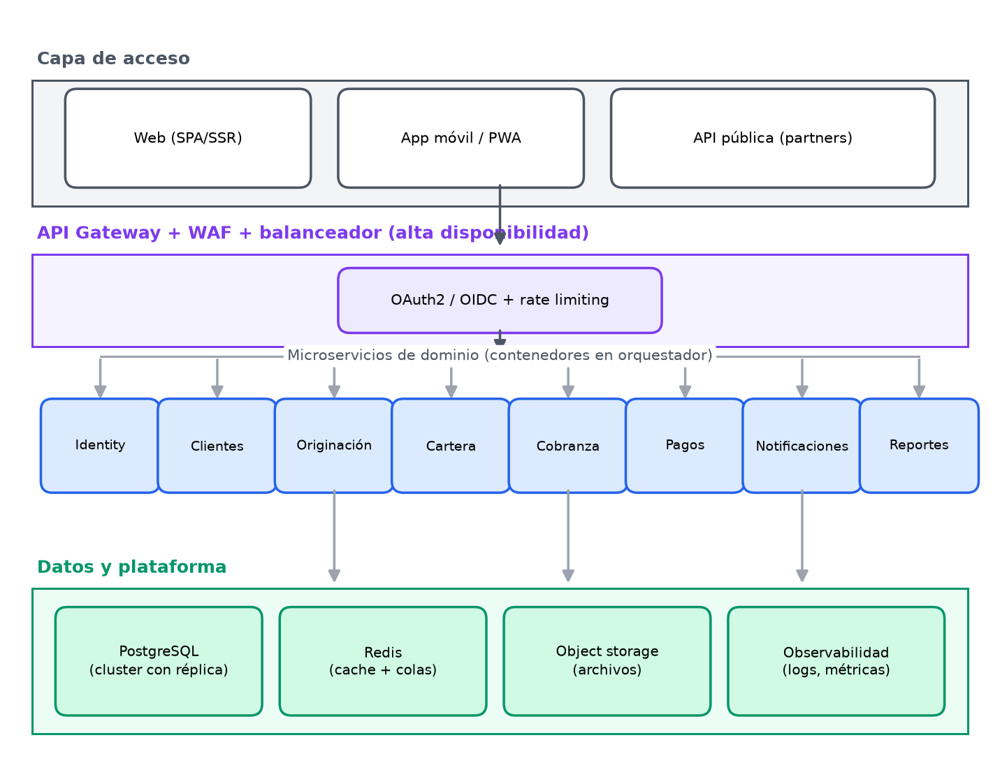 Capa de acceso
Web (SPA/SSR)
App móvil / PWA
API pública (partners)
API Gateway + WAF + balanceador (alta disponibilidad)
OAuth2 / OIDC + rate limiting
Microservicios de dominio (contenedores en orquestador)
Identity
Clientes
Originación
Cartera
Cobranza
Pagos
Notificaciones
Reportes
Datos y plataforma
PostgreSQL
(cluster con réplica)
Redis
(cache + colas)
Object storage
(archivos)
Observabilidad
(logs, métricas)